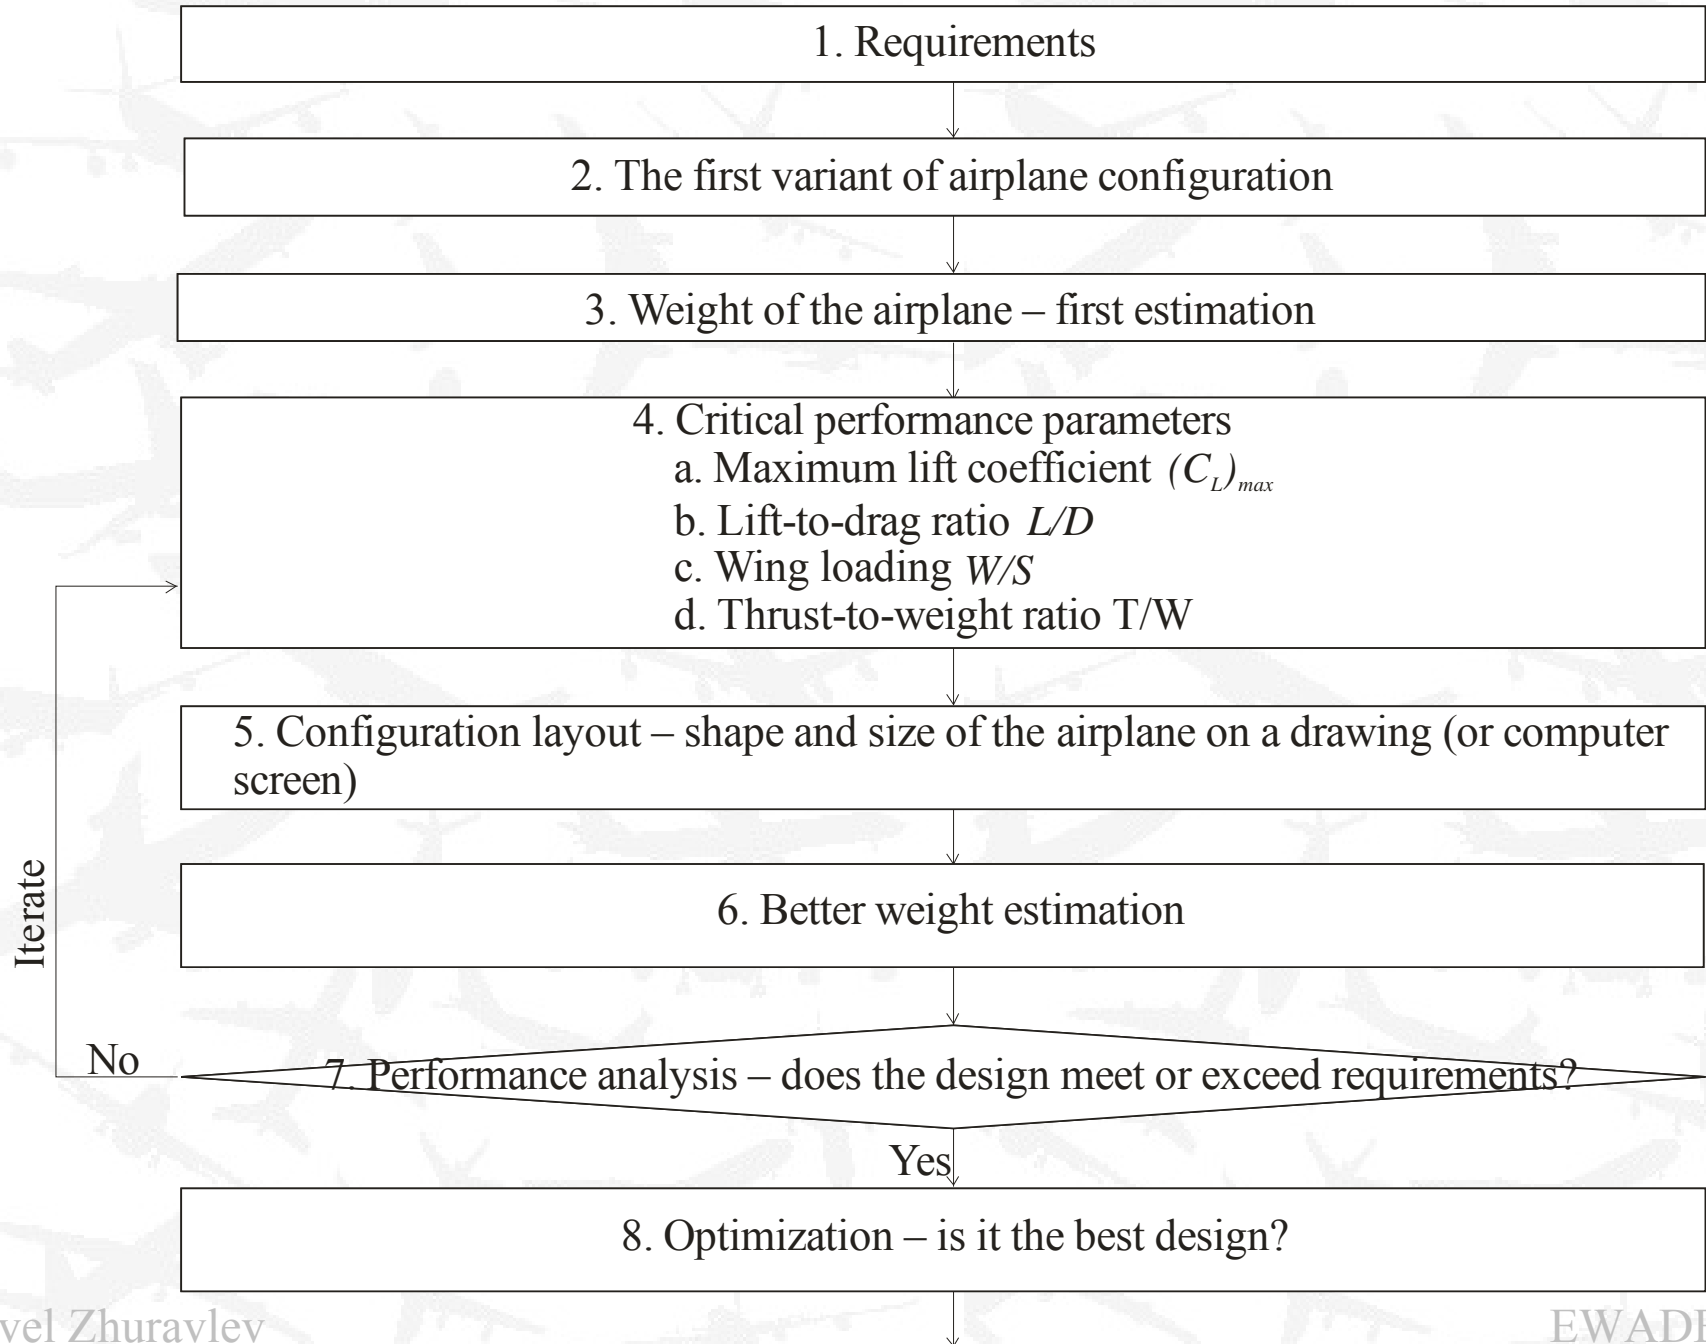 1. Requirements
2. The first variant of airplane configuration
3. Weight of the airplane – first estimation
4. Critical performance parameters
a. Maximum lift coefficient (C_L)_max
b. Lift-to-drag ratio L/D
c. Wing loading W/S
d. Thrust-to-weight ratio T/W
5. Configuration layout – shape and size of the airplane on a drawing (or computer
screen)
Iterate
6. Better weight estimation
No
7. Performance analysis – does the design meet or exceed requirements?
Yes
8. Optimization – is it the best design?
vel Zhuravlev